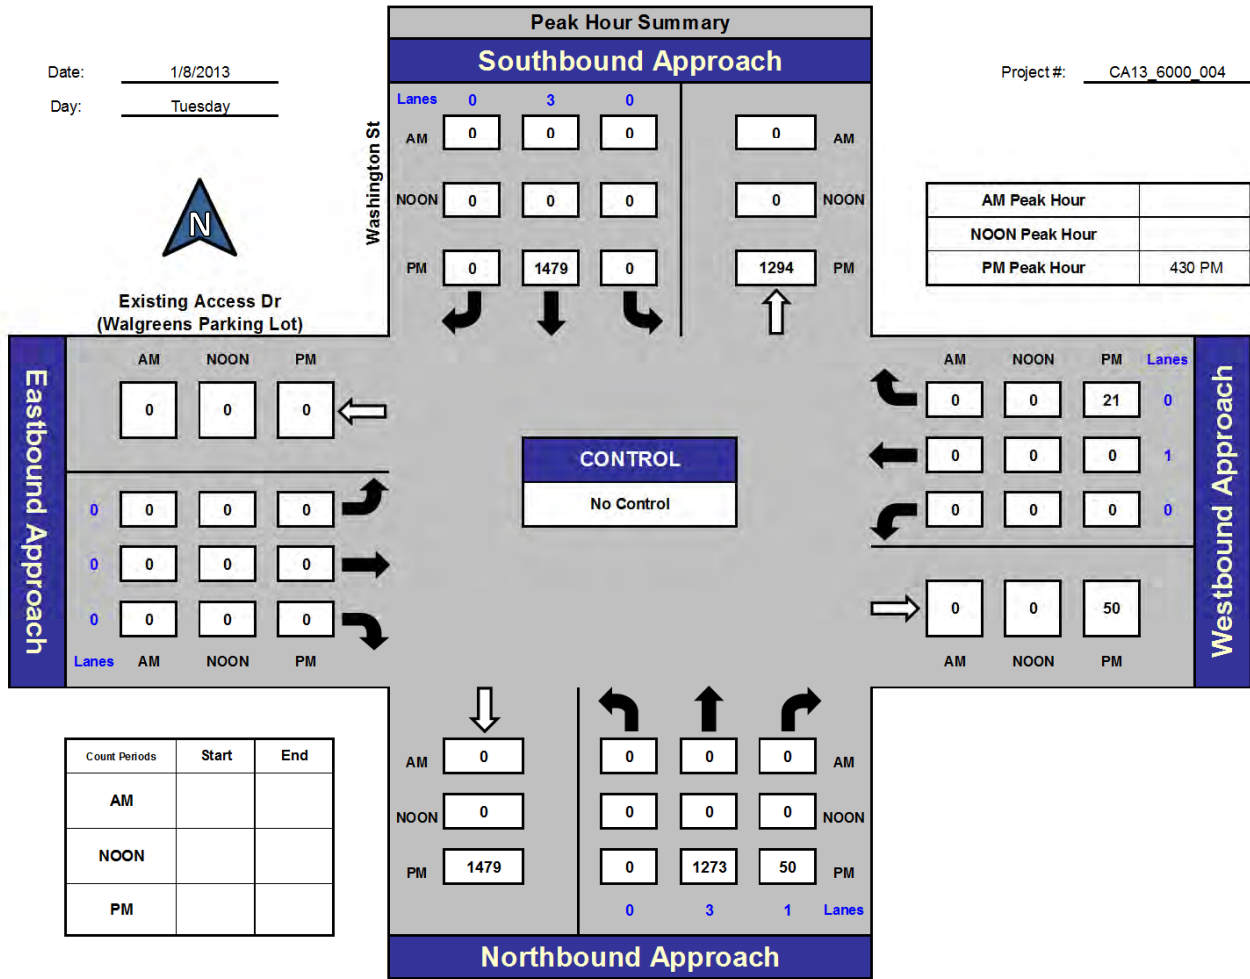 Peak Hour Summary
Southbound Approach
Date: 1/8/2013
Day: Tuesday
Project #: CA13_6000_004
Washington St
Lanes 0 3 0
AM 0 0 0 0 AM
NOON 0 0 0 0 NOON
PM 0 1479 0 1294 PM
N
AM Peak Hour
NOON Peak Hour
PM Peak Hour 430 PM
Existing Access Dr
(Walgreens Parking Lot)
Eastbound Approach
AM NOON PM
0 0 0
0 0 0 0
0 0 0 0
0 0 0 0
Lanes AM NOON PM
CONTROL
No Control
AM NOON PM Lanes
0 0 21 0
0 0 0 1
0 0 0 0
0 0 50
AM NOON PM
Westbound Approach
Count Periods Start End
AM
NOON
PM
AM 0 0 0 0 AM
NOON 0 0 0 0 NOON
PM 1479 0 1273 50 PM
0 3 1 Lanes
Northbound Approach